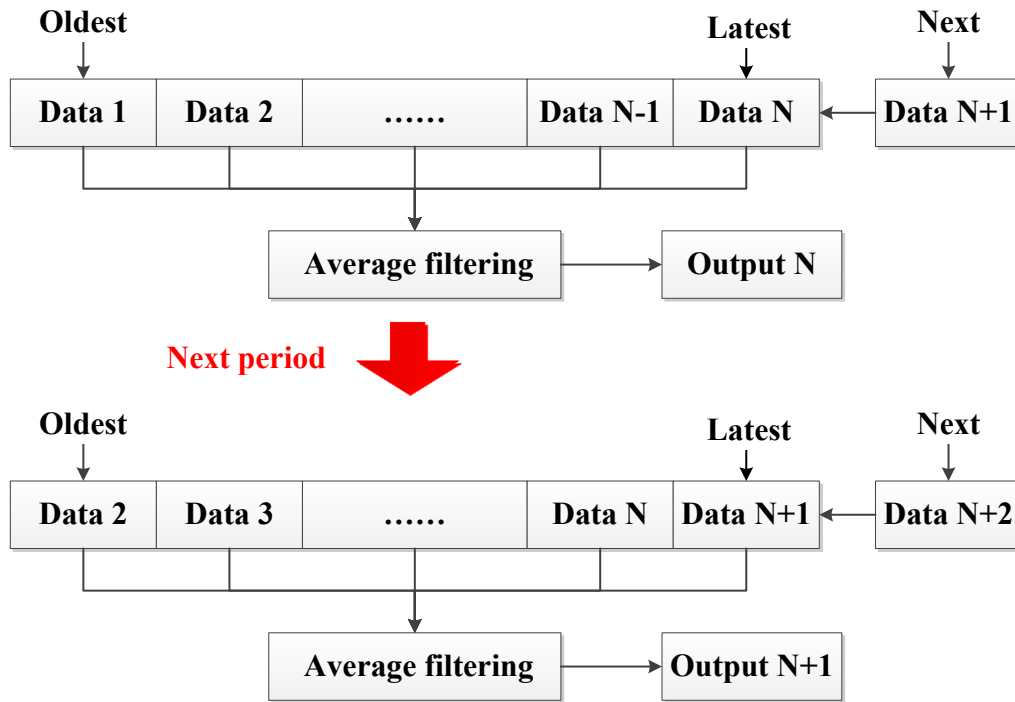 Oldest Latest Next
Data 1 Data 2 ...... Data N-1 Data N Data N+1
Average filtering Output N
Next period
Oldest Latest Next
Data 2 Data 3 ...... Data N Data N+1 Data N+2
Average filtering Output N+1